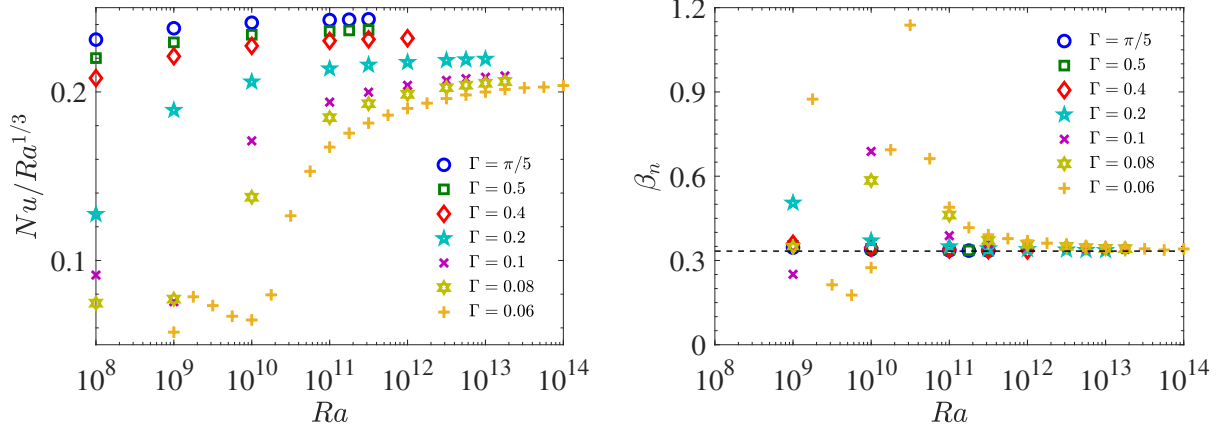 0.2
0.1
Nu/Ra^{1/3}
Γ = π/5
Γ = 0.5
Γ = 0.4
Γ = 0.2
Γ = 0.1
Γ = 0.08
Γ = 0.06
10^8 10^9 10^{10} 10^{11} 10^{12} 10^{13} 10^{14}
Ra
1.2
0.9
0.6
0.3
0
β_n
Γ = π/5
Γ = 0.5
Γ = 0.4
Γ = 0.2
Γ = 0.1
Γ = 0.08
Γ = 0.06
10^8 10^9 10^{10} 10^{11} 10^{12} 10^{13} 10^{14}
Ra